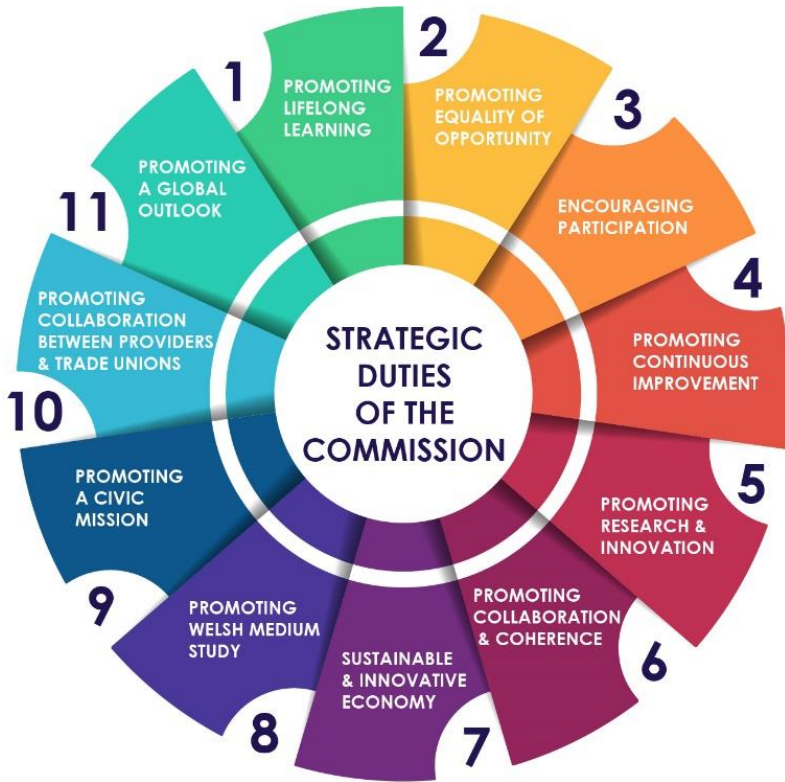 STRATEGIC
DUTIES
OF THE
COMMISSION
1
PROMOTING
LIFELONG
LEARNING
2
PROMOTING
EQUALITY OF
OPPORTUNITY
3
ENCOURAGING
PARTICIPATION
4
PROMOTING
CONTINUOUS
IMPROVEMENT
5
PROMOTING
RESEARCH &
INNOVATION
6
PROMOTING
COLLABORATION
& COHERENCE
7
SUSTAINABLE
& INNOVATIVE
ECONOMY
8
PROMOTING
WELSH MEDIUM
STUDY
9
PROMOTING
A CIVIC
MISSION
10
PROMOTING
COLLABORATION
BETWEEN PROVIDERS
& TRADE UNIONS
11
PROMOTING
A GLOBAL
OUTLOOK